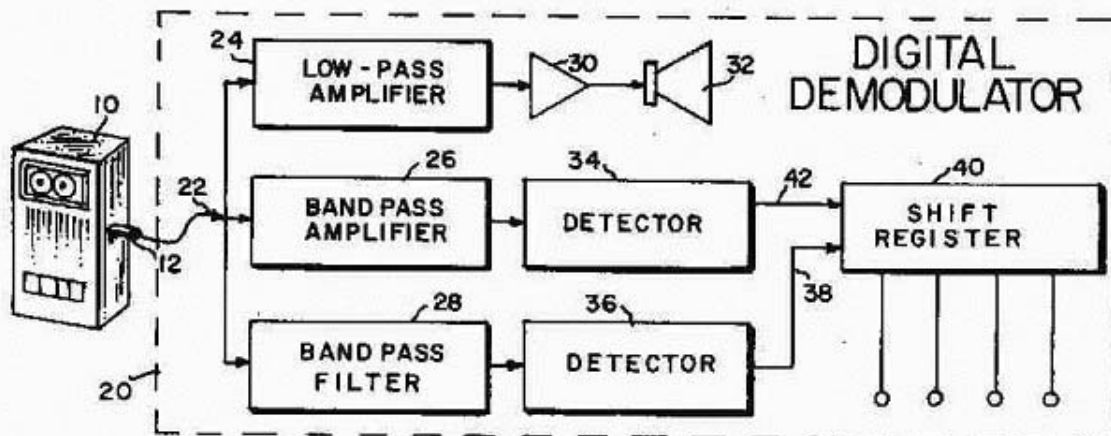 24
LOW-PASS
AMPLIFIER
30
32
DIGITAL
DEMODULATOR
10
22
12
26
BAND PASS
AMPLIFIER
34
DETECTOR
42
40
SHIFT
REGISTER
38
28
BAND PASS
FILTER
36
DETECTOR
20